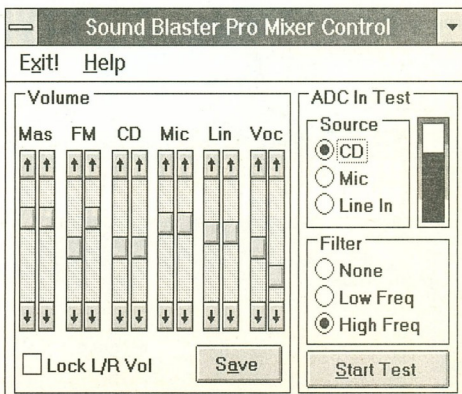 Sound Blaster Pro Mixer Control
Exit! Help
Volume
Mas FM CD Mic Lin Voc
Lock L/R Vol
Save
ADC In Test
Source
CD
Mic
Line In
Filter
None
Low Freq
High Freq
Start Test